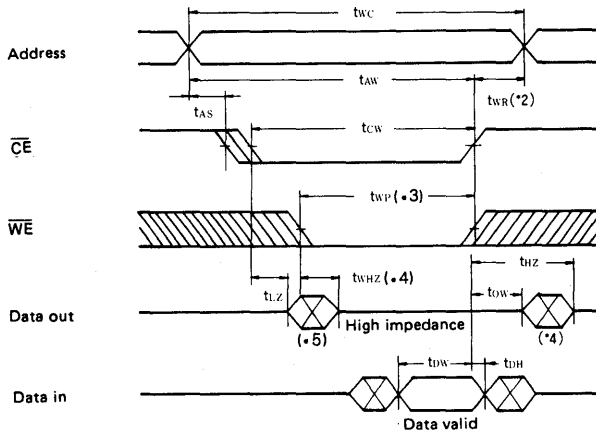 tWC
Address
tAW
tWR(*2)
tAS
tCW
CE
tWP (*3)
WE
tHZ
tLZ
tWHZ (*4)
tOW
Data out
High impedance
(*5)
(*4)
tDW
tDH
Data in
Data valid